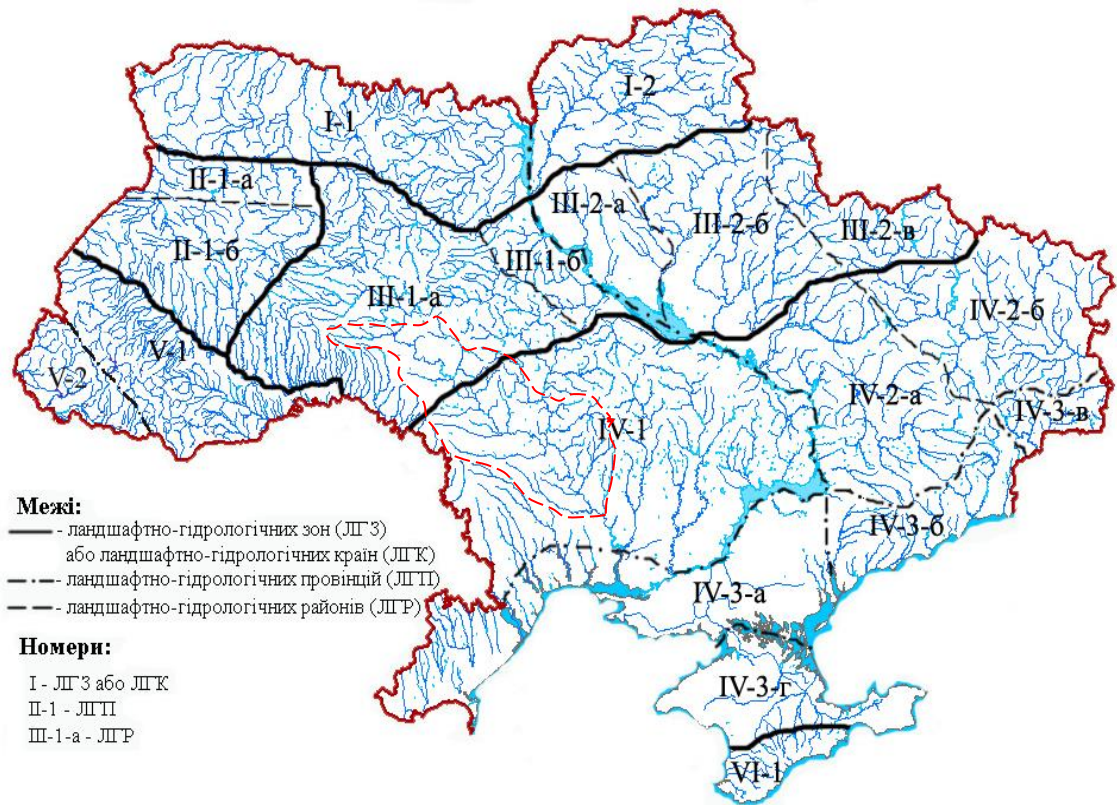 I-2
I-1
II-1-а
III-2-а
III-2-б
III-1-б
III-2-в
II-1-б
III-1-а
IV-2-б
V-1
V-2
IV-2-а
IV-1
IV-3-в
Межі:
- ландшафтно-гідрологічних зон (ЛГЗ)
або ландшафтно-гідрологічних країн (ЛГК)
- ландшафтно-гідрологічних провінцій (ЛГП)
- ландшафтно-гідрологічних районів (ЛГР)
IV-3-б
IV-3-а
Номери:
I - ЛГЗ або ЛГК
II-1 - ЛГП
III-1-а - ЛГР
IV-3-г
VI-1